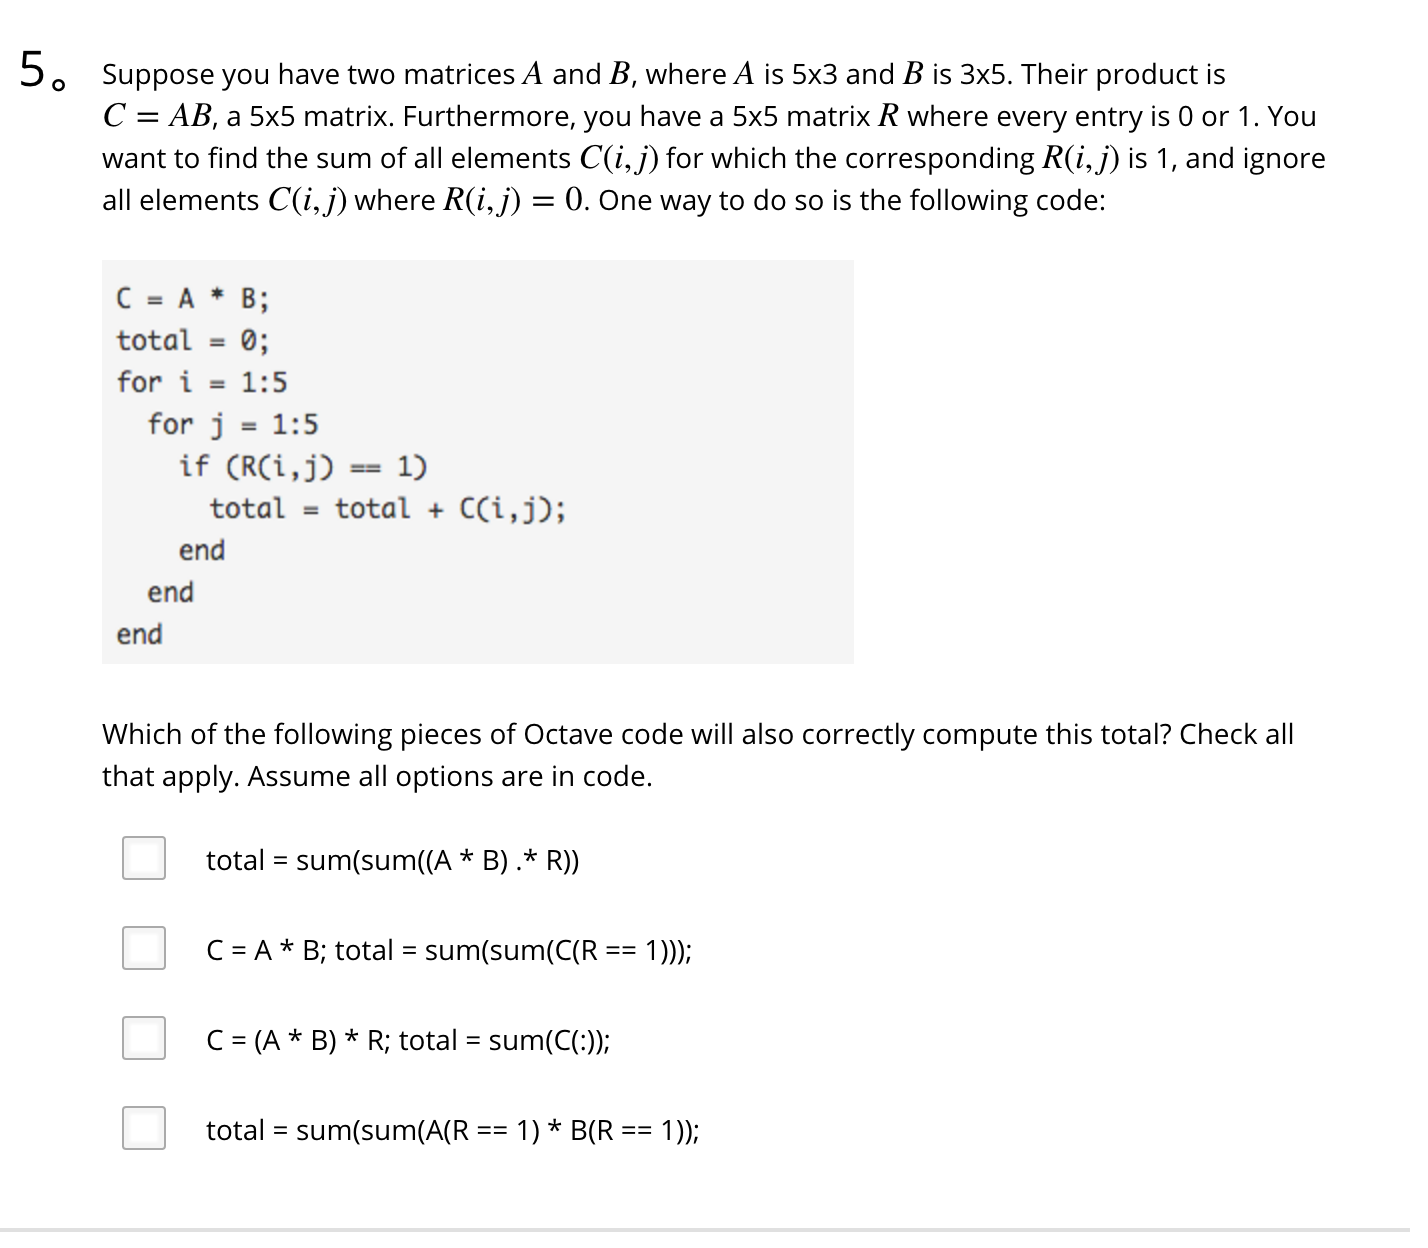 5。 Suppose you have two matrices A and B, where A is 5x3 and B is 3x5. Their product is
C = AB, a 5x5 matrix. Furthermore, you have a 5x5 matrix R where every entry is 0 or 1. You
want to find the sum of all elements C(i, j) for which the corresponding R(i, j) is 1, and ignore
all elements C(i, j) where R(i, j) = 0. One way to do so is the following code:
C = A * B;
total = 0;
for i = 1:5
for j = 1:5
if (R(i,j) == 1)
total = total + C(i,j);
end
end
end
Which of the following pieces of Octave code will also correctly compute this total? Check all
that apply. Assume all options are in code.
total = sum(sum((A * B) .* R))
C = A * B; total = sum(sum(C(R == 1)));
C = (A * B) * R; total = sum(C(:));
total = sum(sum(A(R == 1) * B(R == 1));